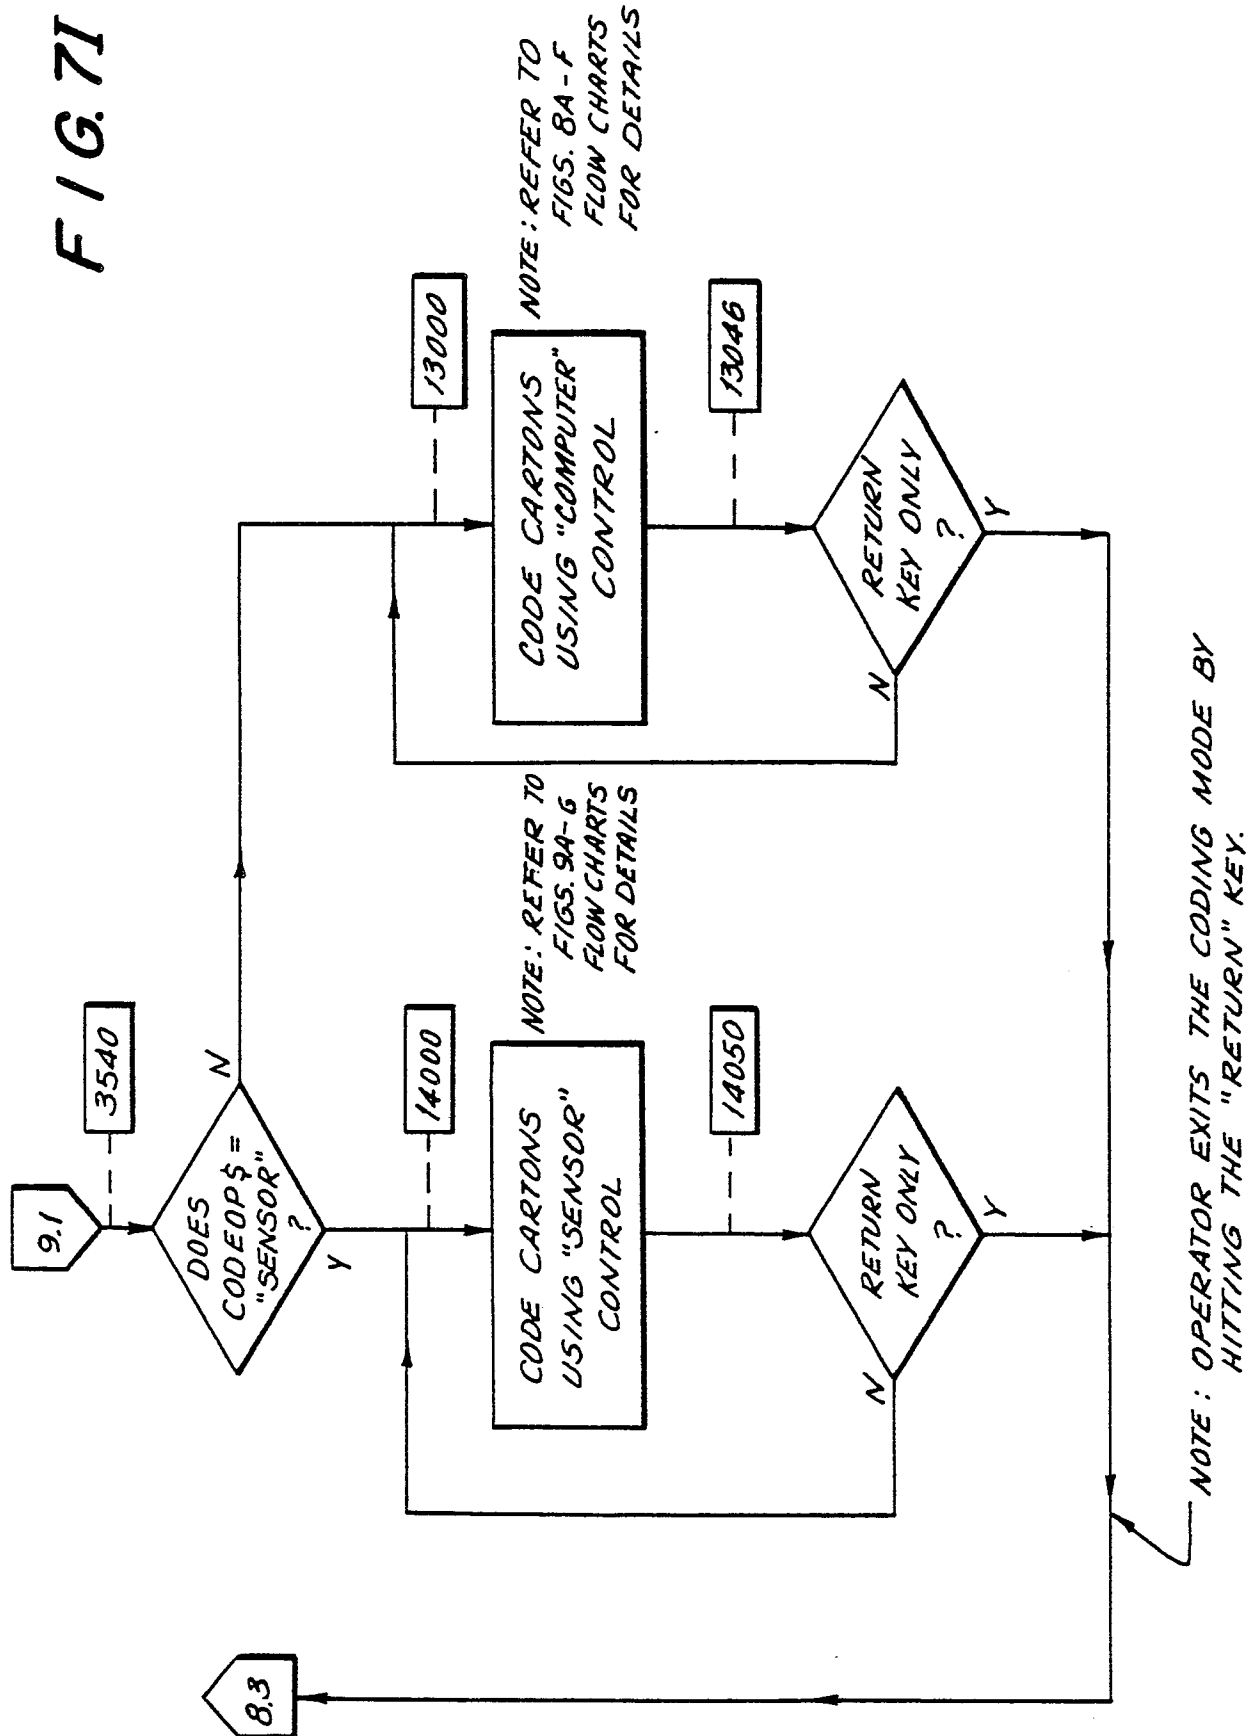 FIG. 7I
9.1
3540
DOES
CODEOP$=
"SENSOR"
?
N
Y
14000
CODE CARTONS
USING "SENSOR"
CONTROL
NOTE: REFER TO
FIGS. 9A-G
FLOW CHARTS
FOR DETAILS
14050
RETURN
KEY ONLY
?
N
Y
13000
CODE CARTONS
USING "COMPUTER"
CONTROL
NOTE: REFER TO
FIGS. 8A-F
FLOW CHARTS
FOR DETAILS
13046
RETURN
KEY ONLY
?
N
Y
8.3
NOTE: OPERATOR EXITS THE CODING MODE BY
HITTING THE "RETURN" KEY.